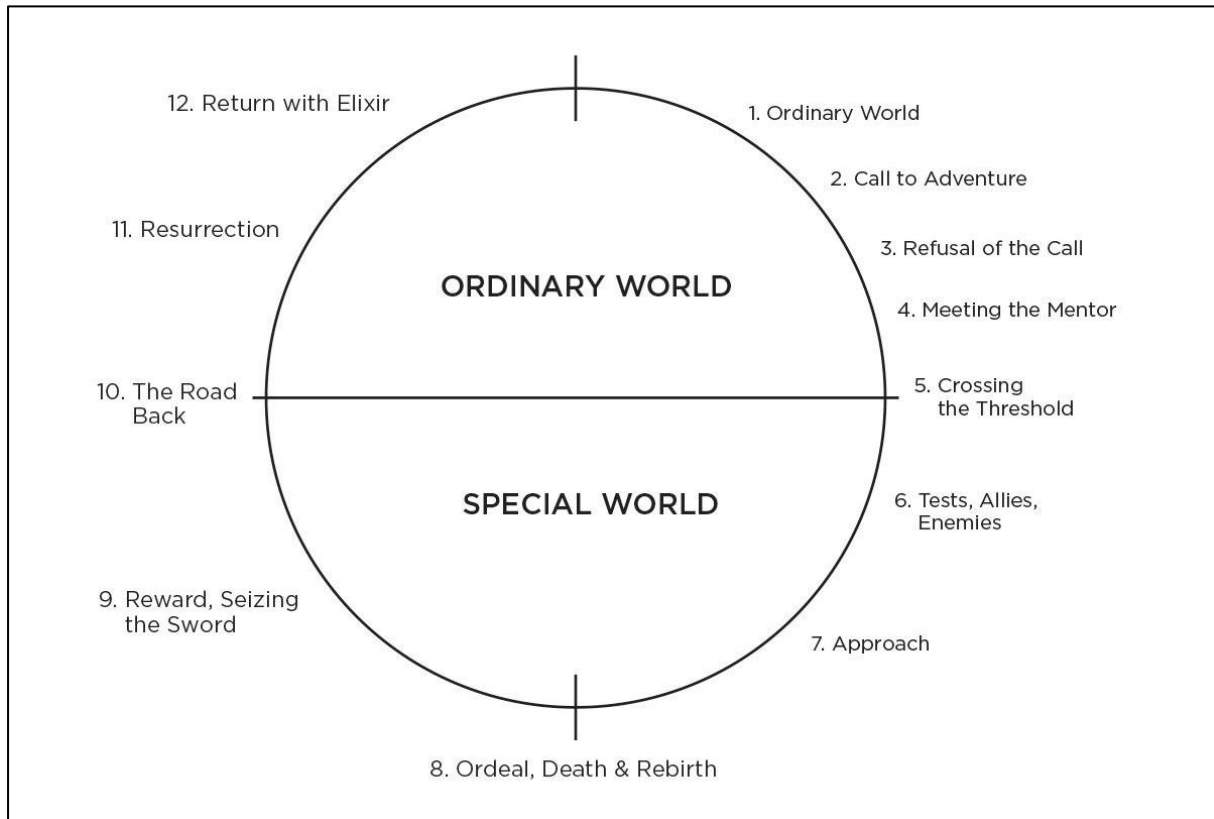 1. Ordinary World
2. Call to Adventure
3. Refusal of the Call
4. Meeting the Mentor
5. Crossing
the Threshold
6. Tests, Allies,
Enemies
7. Approach
8. Ordeal, Death & Rebirth
9. Reward, Seizing
the Sword
10. The Road
Back
11. Resurrection
12. Return with Elixir
ORDINARY WORLD
SPECIAL WORLD